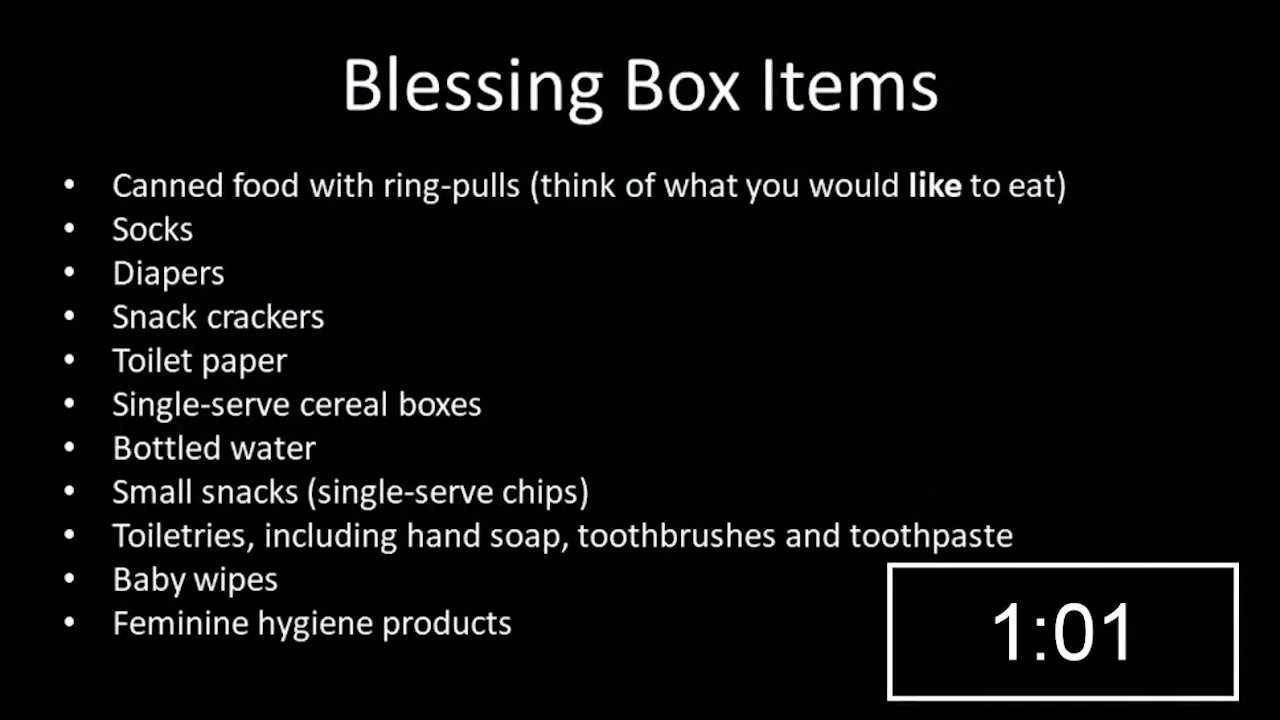 Blessing Box Items
• Canned food with ring-pulls (think of what you would like to eat)
• Socks
• Diapers
• Snack crackers
• Toilet paper
• Single-serve cereal boxes
• Bottled water
• Small snacks (single-serve chips)
• Toiletries, including hand soap, toothbrushes and toothpaste
• Baby wipes
• Feminine hygiene products
1:01